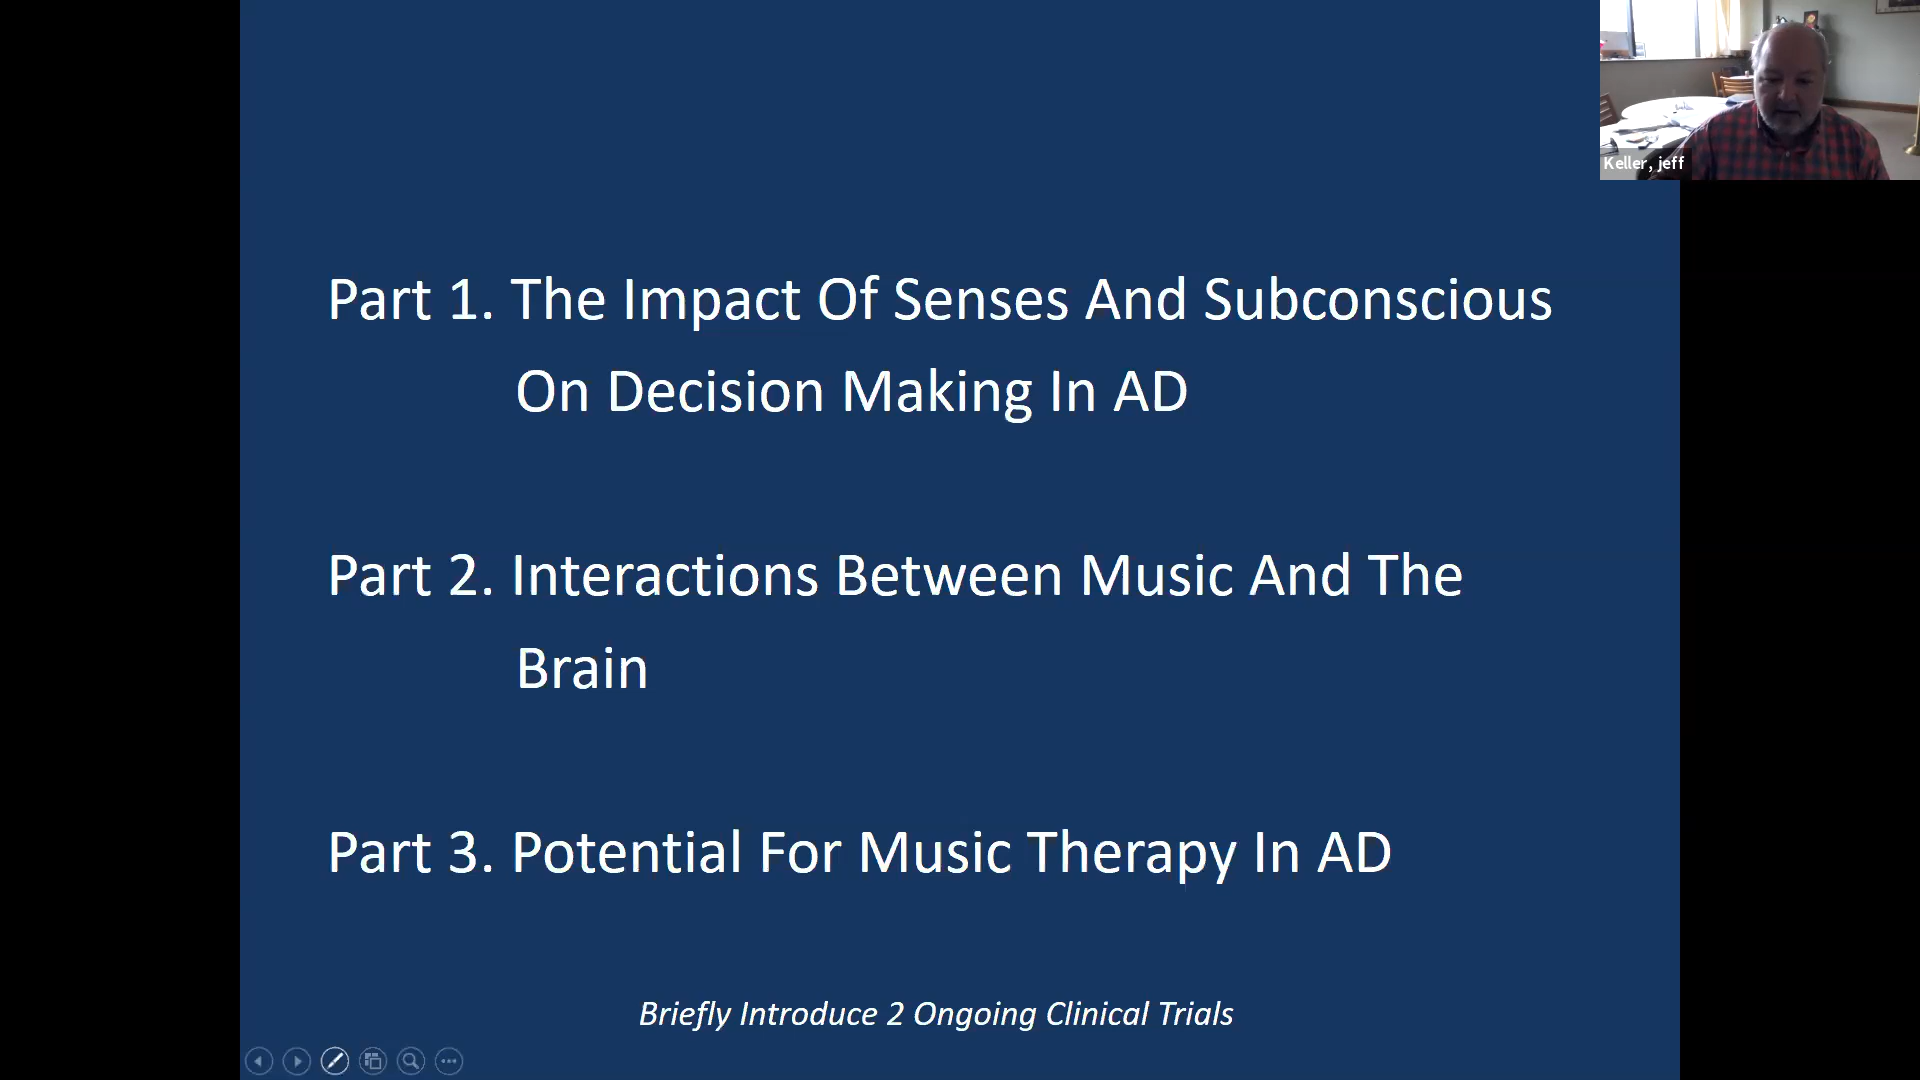 Keller, jeff
Part 1. The Impact Of Senses And Subconscious
On Decision Making In AD
Part 2. Interactions Between Music And The
Brain
Part 3. Potential For Music Therapy In AD
Briefly Introduce 2 Ongoing Clinical Trials